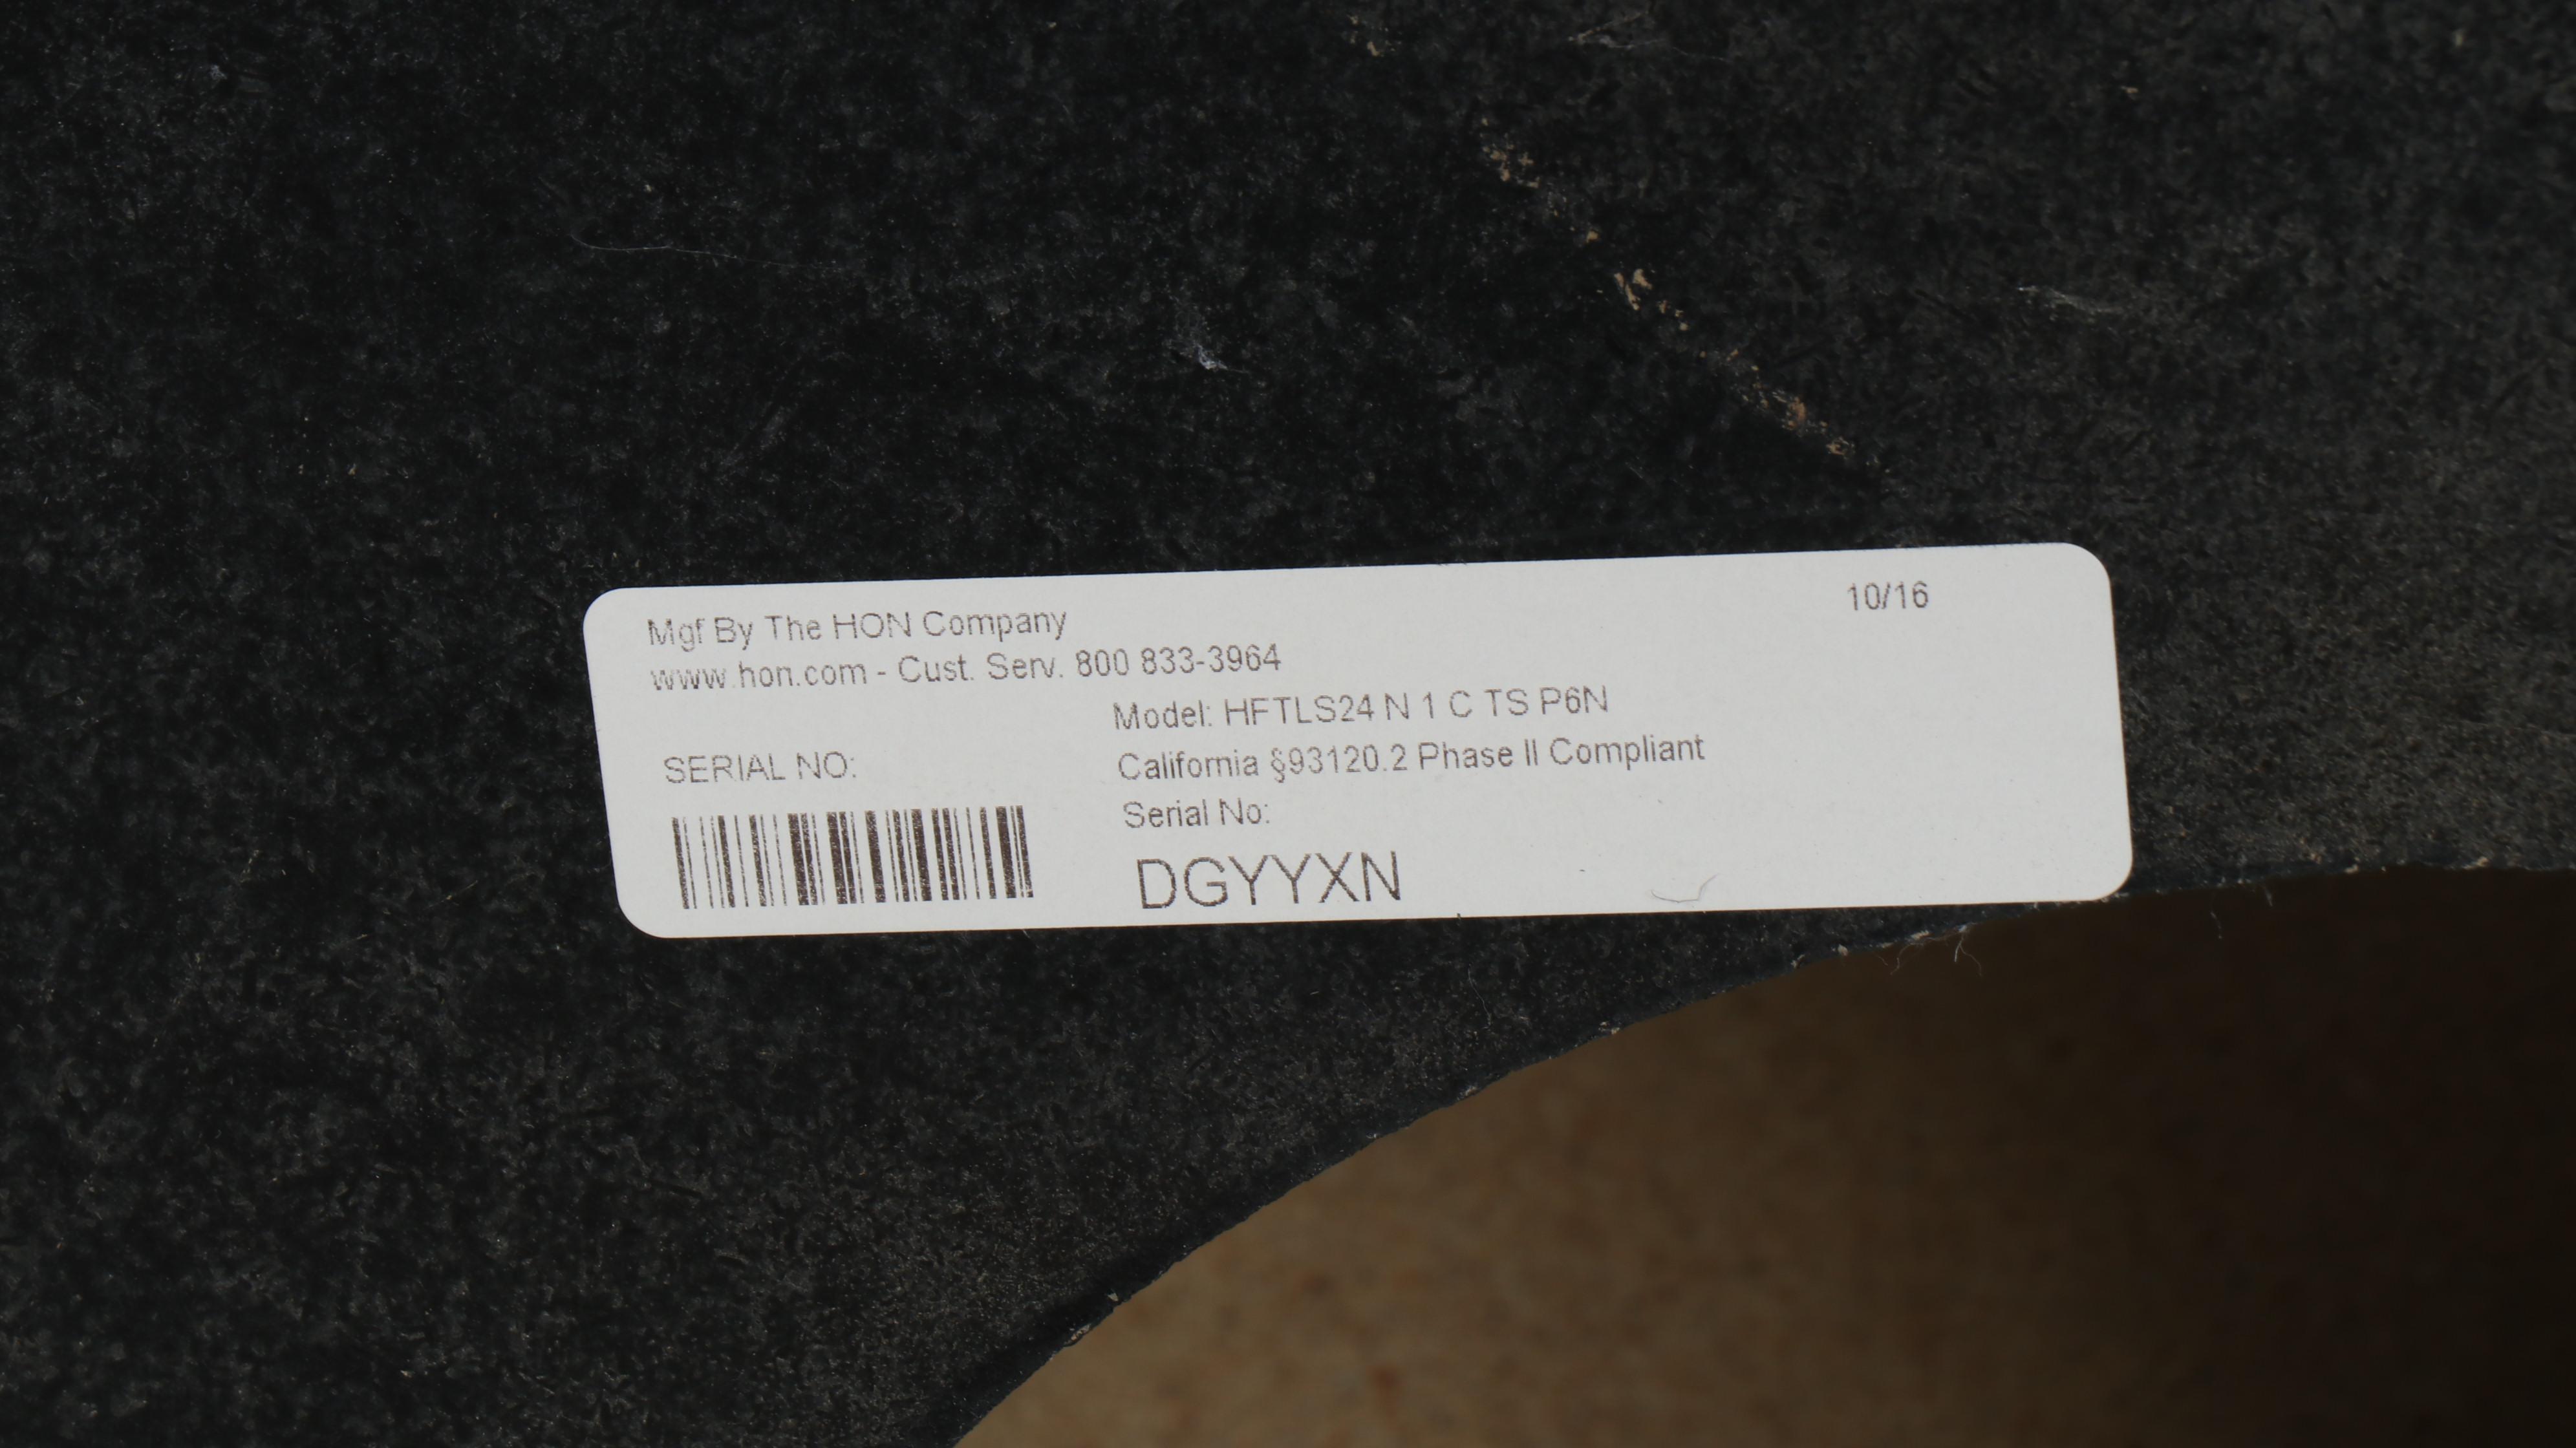 Mgf By The HON Company
10/16
www.hon.com - Cust. Serv. 800 833-3964
Model: HFTLS24 N 1 C TS P6N
California §93120.2 Phase II Compliant
SERIAL NO:
Serial No:
DGYYXN